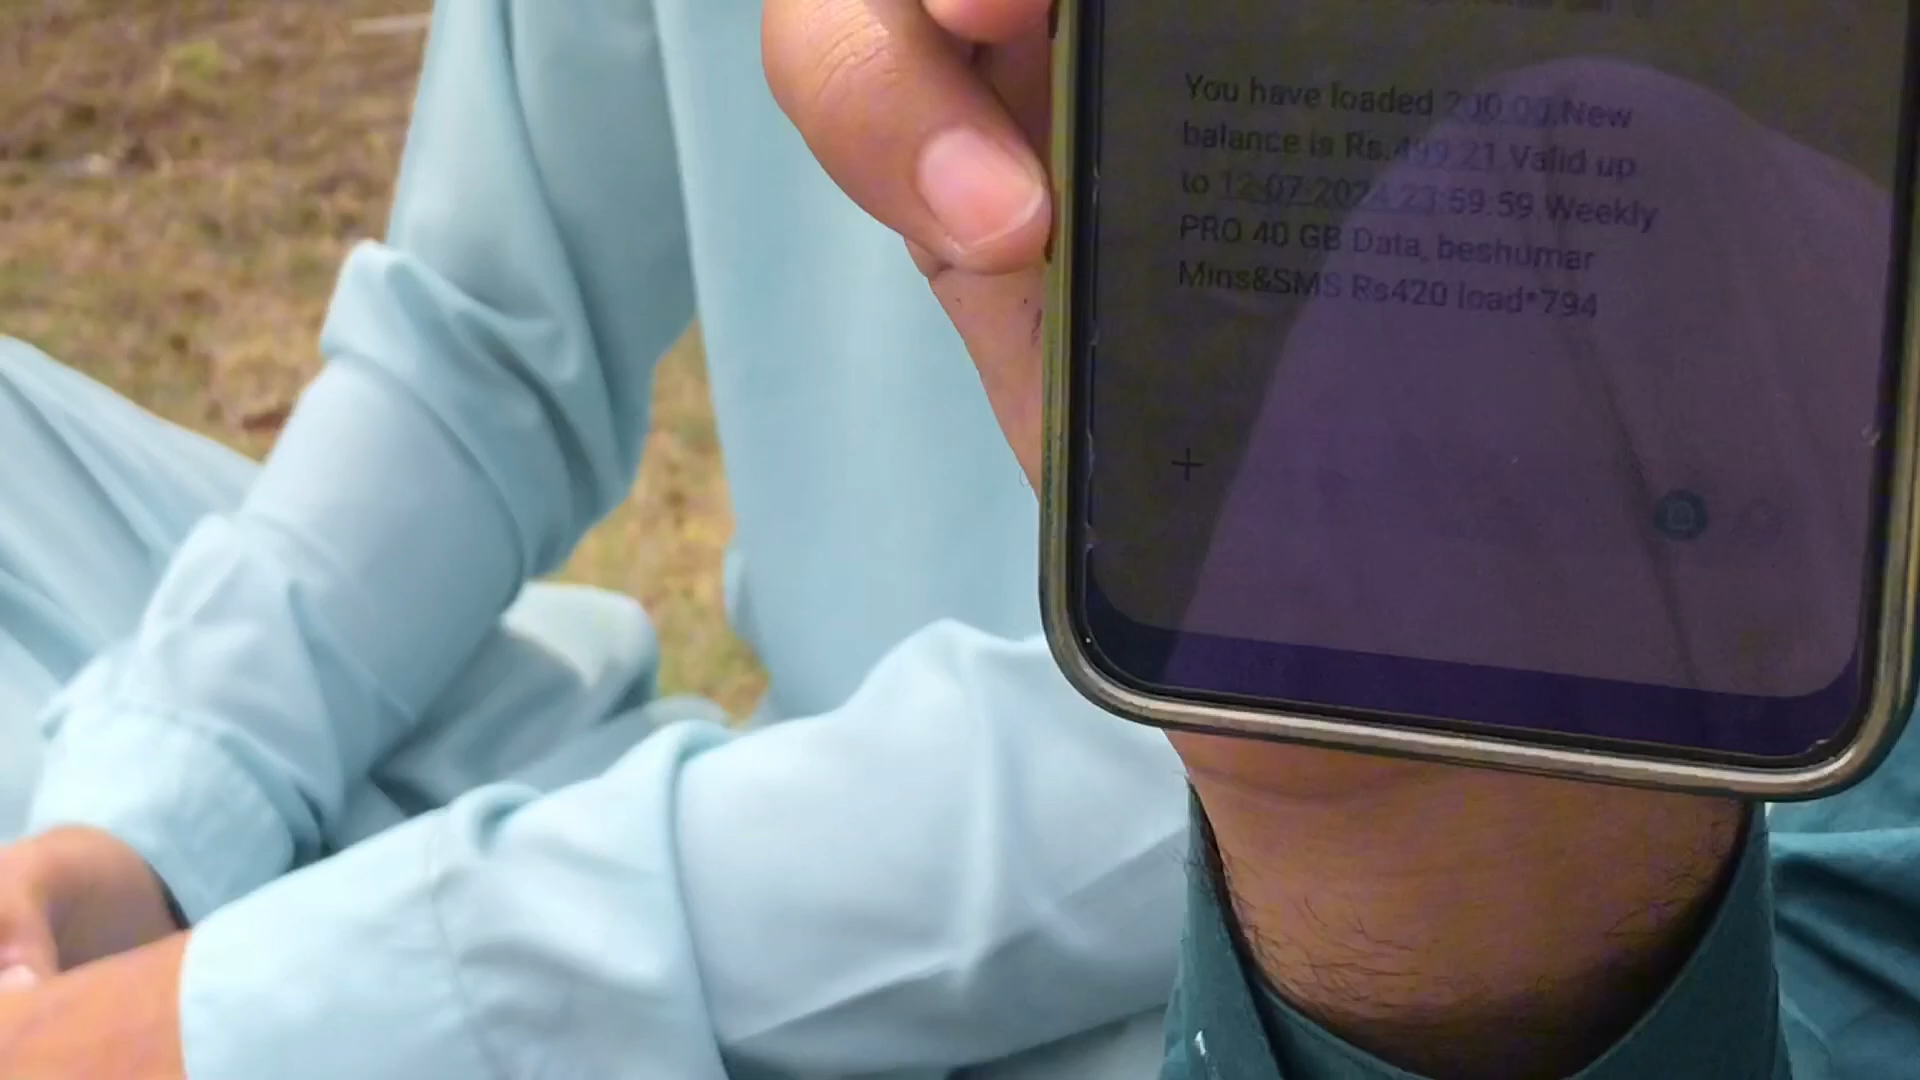 You have loaded 200.00.New
balance is Rs.499.21 Valid up
to 12-07-2024 23:59:59 Weekly
PRO 40 GB Data, beshumar
Mins&SMS Rs420 load*794